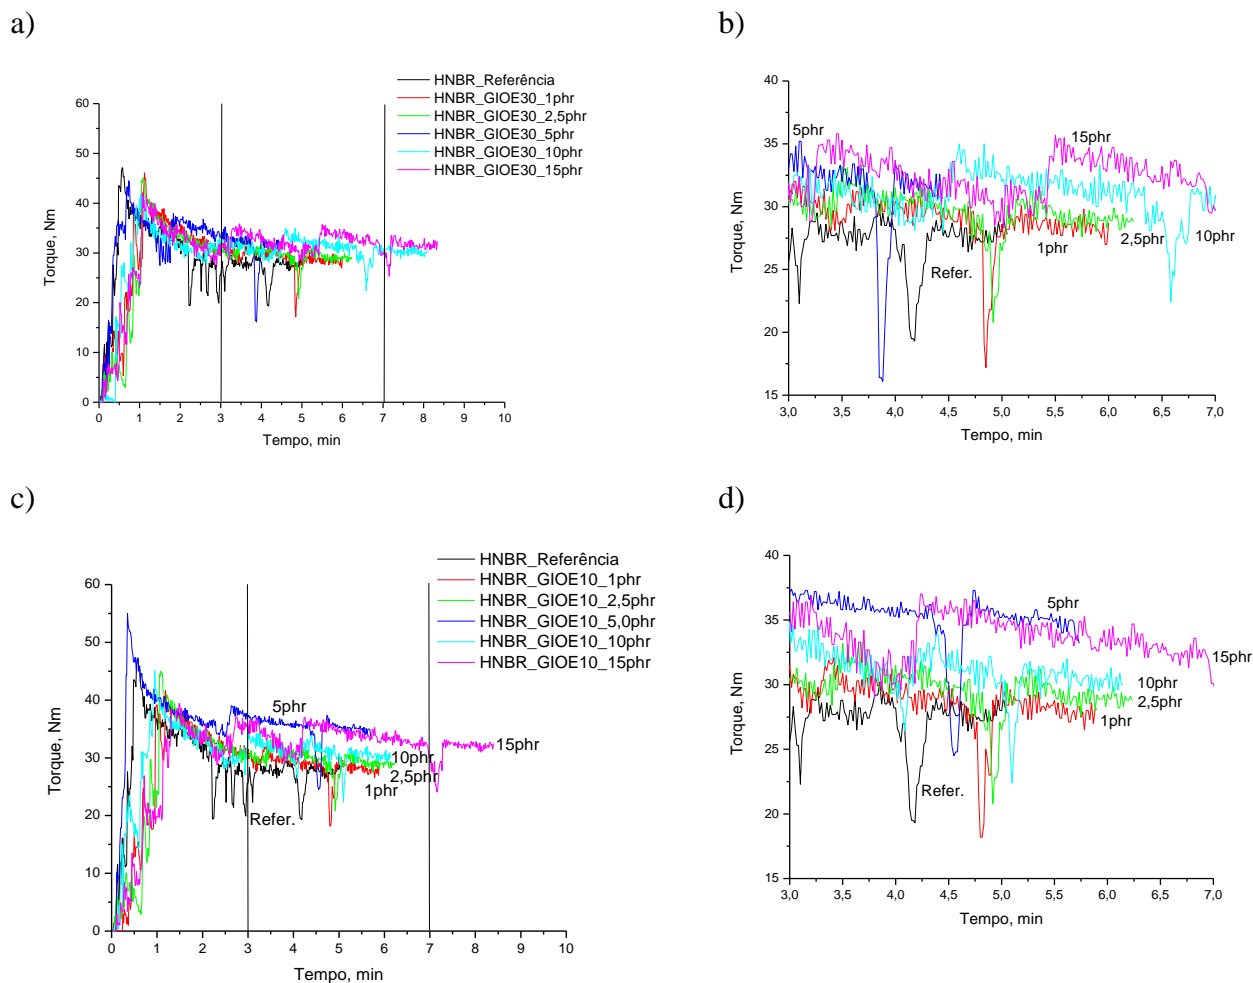 a)
HNBR_Referência
HNBR_GIOE30_1phr
HNBR_GIOE30_2,5phr
HNBR_GIOE30_5phr
HNBR_GIOE30_10phr
HNBR_GIOE30_15phr
60
50
40
30
20
10
0
Torque, Nm
0 1 2 3 4 5 6 7 8 9 10
Tempo, min
b)
40
35
30
25
20
15
Torque, Nm
5phr
15phr
Refer.
1phr
2,5phr
10phr
3,0 3,5 4,0 4,5 5,0 5,5 6,0 6,5 7,0
Tempo, min
c)
HNBR_Referência
HNBR_GIOE10_1phr
HNBR_GIOE10_2,5phr
HNBR_GIOE10_5,0phr
HNBR_GIOE10_10phr
HNBR_GIOE10_15phr
60
50
40
30
20
10
0
Torque, Nm
5phr
15phr
10phr
2,5phr
1phr
Refer.
0 1 2 3 4 5 6 7 8 9 10
Tempo, min
d)
40
35
30
25
20
15
Torque, Nm
5phr
15phr
10phr
2,5phr
1phr
Refer.
3,0 3,5 4,0 4,5 5,0 5,5 6,0 6,5 7,0
Tempo, min